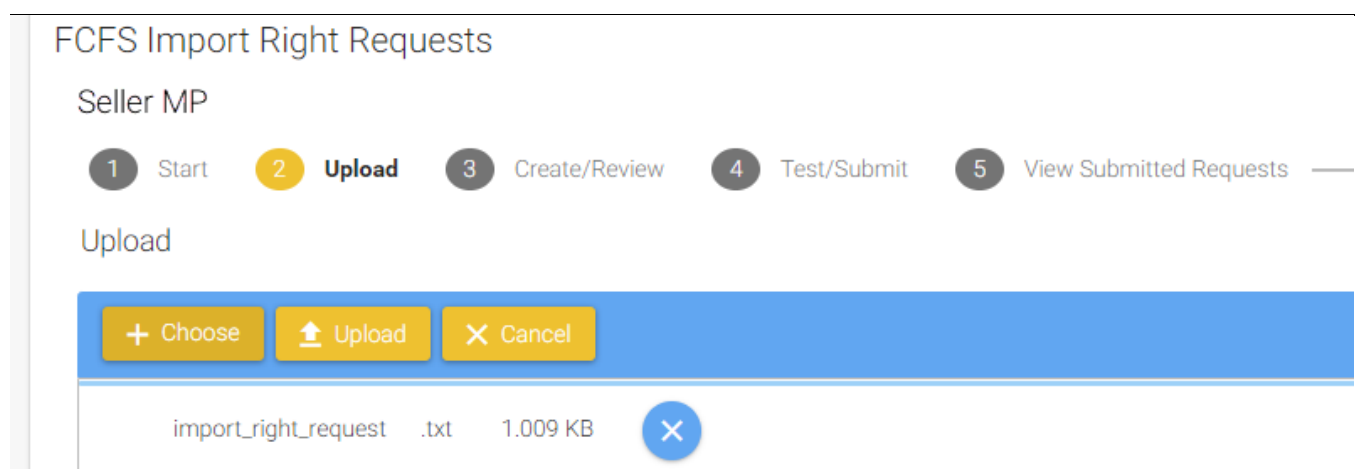 FCFS Import Right Requests
Seller MP
1 Start 2 Upload 3 Create/Review 4 Test/Submit 5 View Submitted Requests
Upload
Choose Upload Cancel
import_right_request .txt 1.009 KB